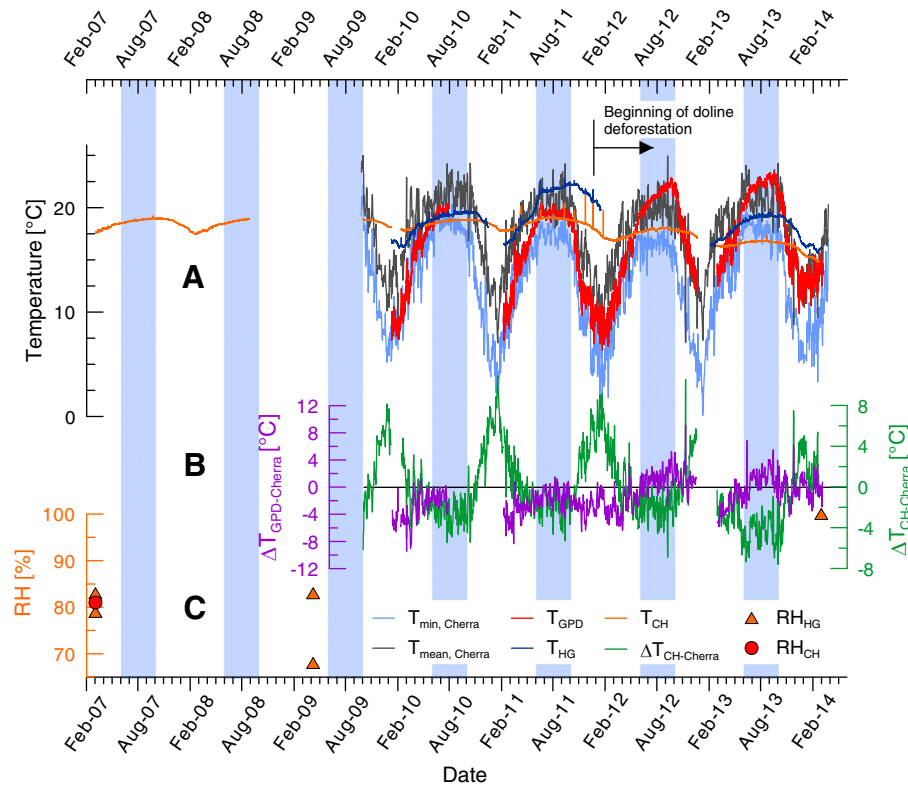 Feb-07 Aug-07 Feb-08 Aug-08 Feb-09 Aug-09 Feb-10 Aug-10 Feb-11 Aug-11 Feb-12 Aug-12 Feb-13 Aug-13 Feb-14
Beginning of doline
deforestation
Temperature [°C]
20
10
0
A
B
ΔT GPD-Cherra [°C]
12
8
4
0
-4
-8
-12
ΔT CH-Cherra [°C]
8
4
0
-4
-8
RH [%]
100
90
80
70
C
T min, Cherra T GPD T CH RH HG
T mean, Cherra T HG ΔT CH-Cherra RH CH
Feb-07 Aug-07 Feb-08 Aug-08 Feb-09 Aug-09 Feb-10 Aug-10 Feb-11 Aug-11 Feb-12 Aug-12 Feb-13 Aug-13 Feb-14
Date